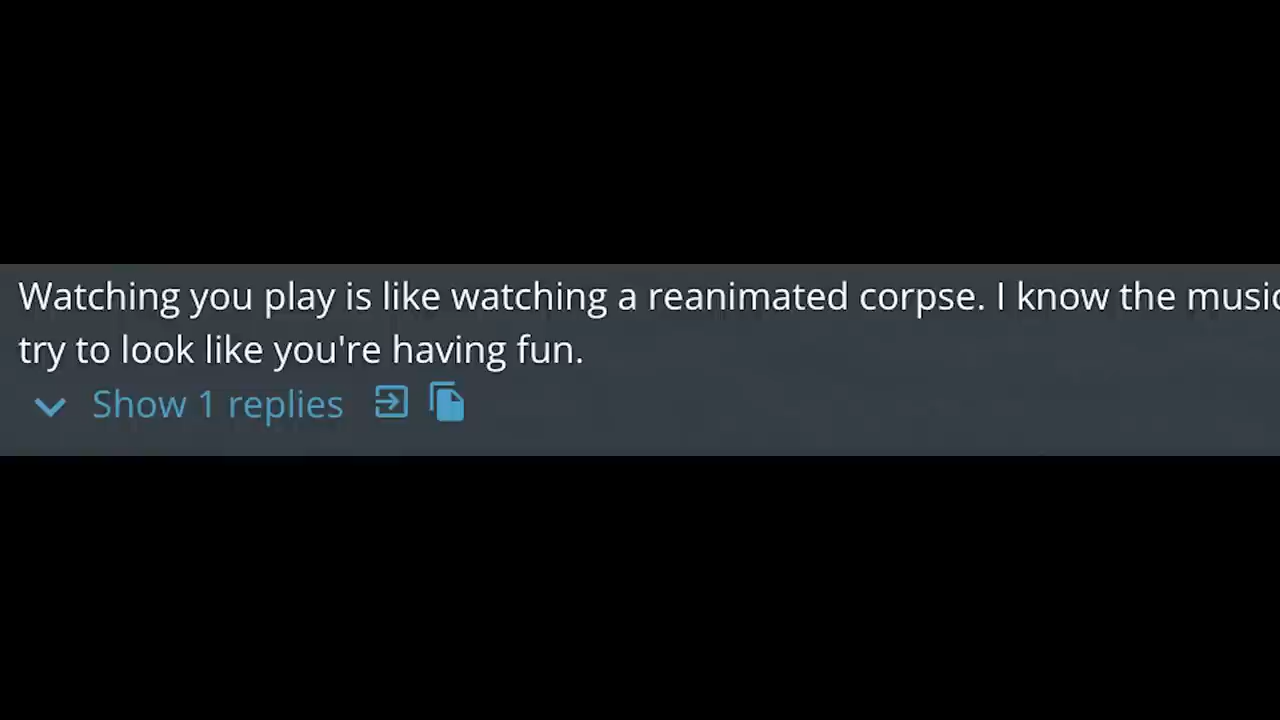 Watching you play is like watching a reanimated corpse. I know the music
try to look like you're having fun.
Show 1 replies